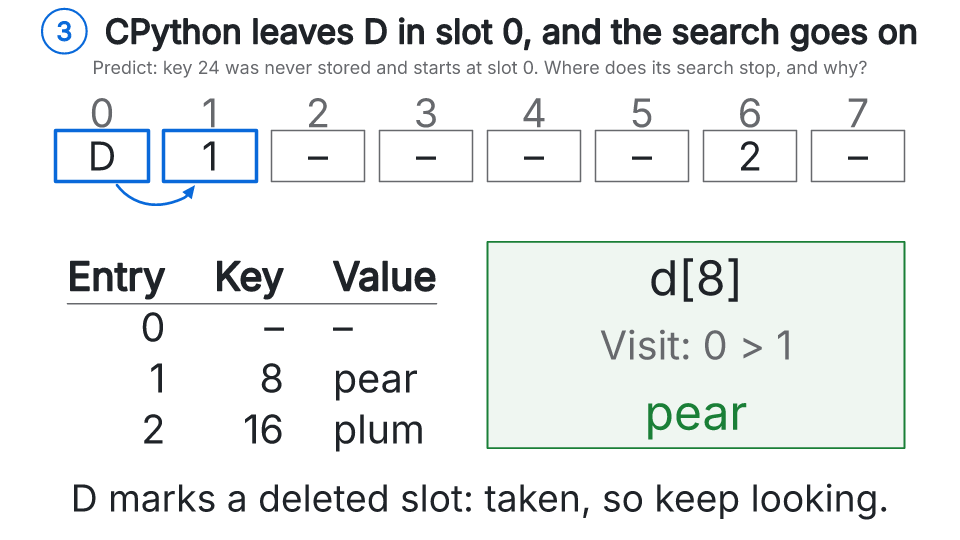 3 CPython leaves D in slot 0, and the search goes on
Predict: key 24 was never stored and starts at slot 0. Where does its search stop, and why?
0 1 2 3 4 5 6 7
D 1 – – – – 2 –
Entry Key Value
0 – –
1 8 pear
2 16 plum
d[8]
Visit: 0 > 1
pear
D marks a deleted slot: taken, so keep looking.